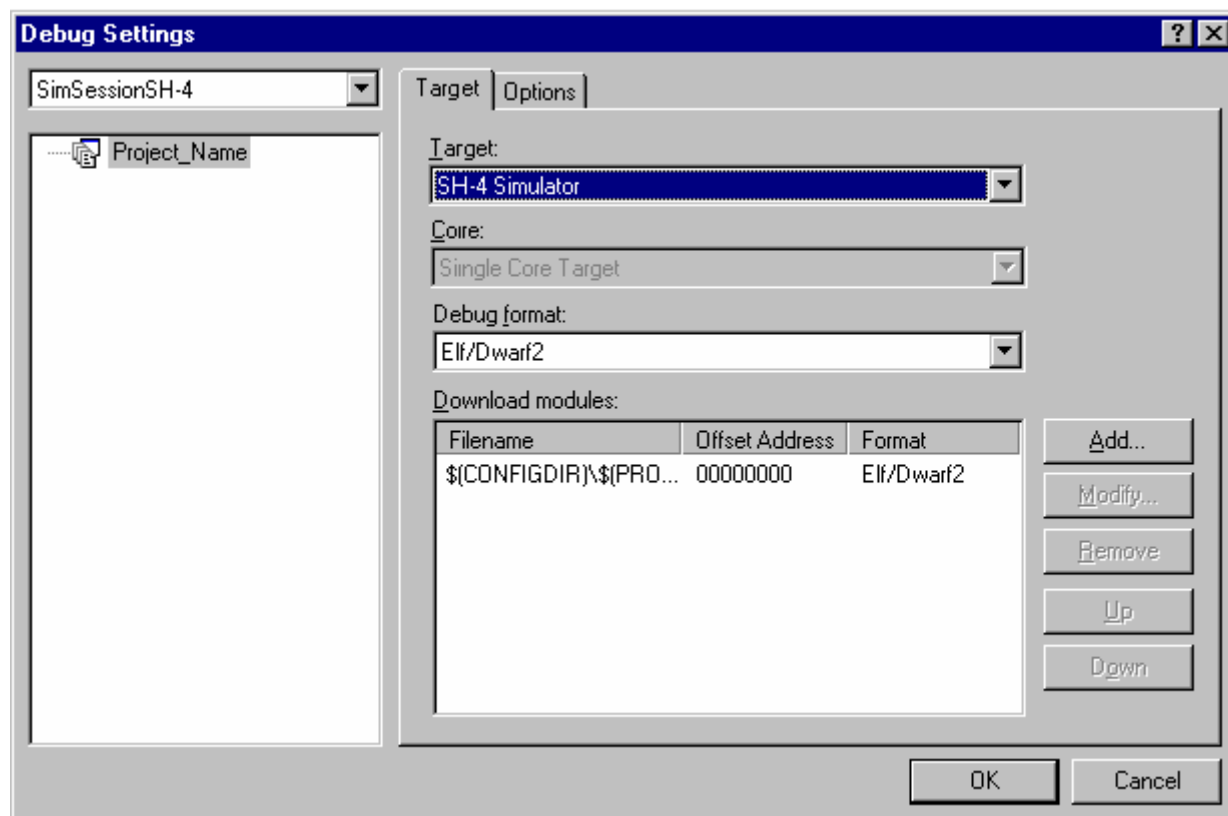 Debug Settings
SimSessionSH-4
Project_Name
Target
Options
Target:
SH-4 Simulator
Core:
Siingle Core Target
Debug format:
Elf/Dwarf2
Download modules:
Filename Offset Address Format
$(CONFIGDIR)\$(PRO... 00000000 Elf/Dwarf2
Add...
Modify...
Remove
Up
Down
OK
Cancel